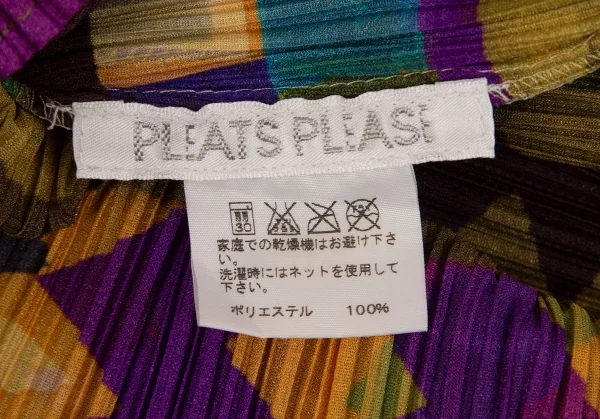 PLEATS PLEASE
30
家庭での乾燥機はお避け下さ
い。
洗濯時にはネットを使用して
下さい。
ポリエステル 100%